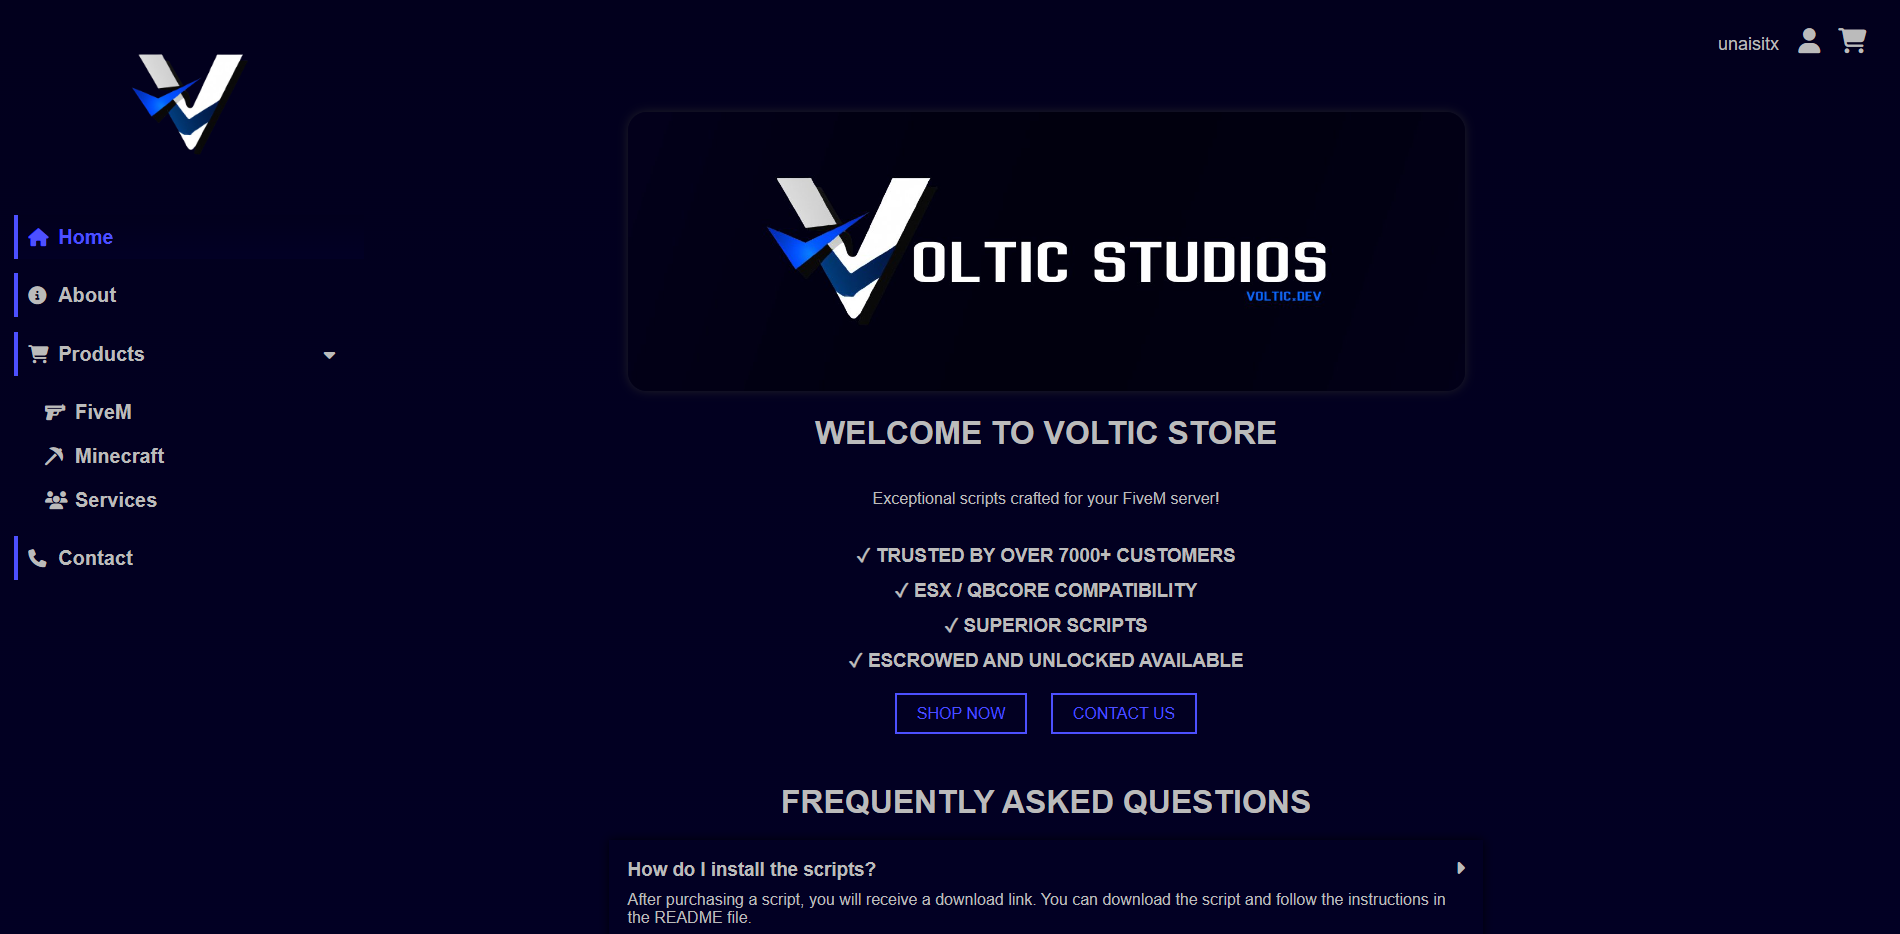 unaisitx
Home
About
Products
FiveM
Minecraft
Services
Contact
VOLTIC STUDIOS
VOLTIC.DEV
WELCOME TO VOLTIC STORE
Exceptional scripts crafted for your FiveM server!
✓ TRUSTED BY OVER 7000+ CUSTOMERS
✓ ESX / QBCORE COMPATIBILITY
✓ SUPERIOR SCRIPTS
✓ ESCROWED AND UNLOCKED AVAILABLE
SHOP NOW
CONTACT US
FREQUENTLY ASKED QUESTIONS
How do I install the scripts?
After purchasing a script, you will receive a download link. You can download the script and follow the instructions in
the README file.